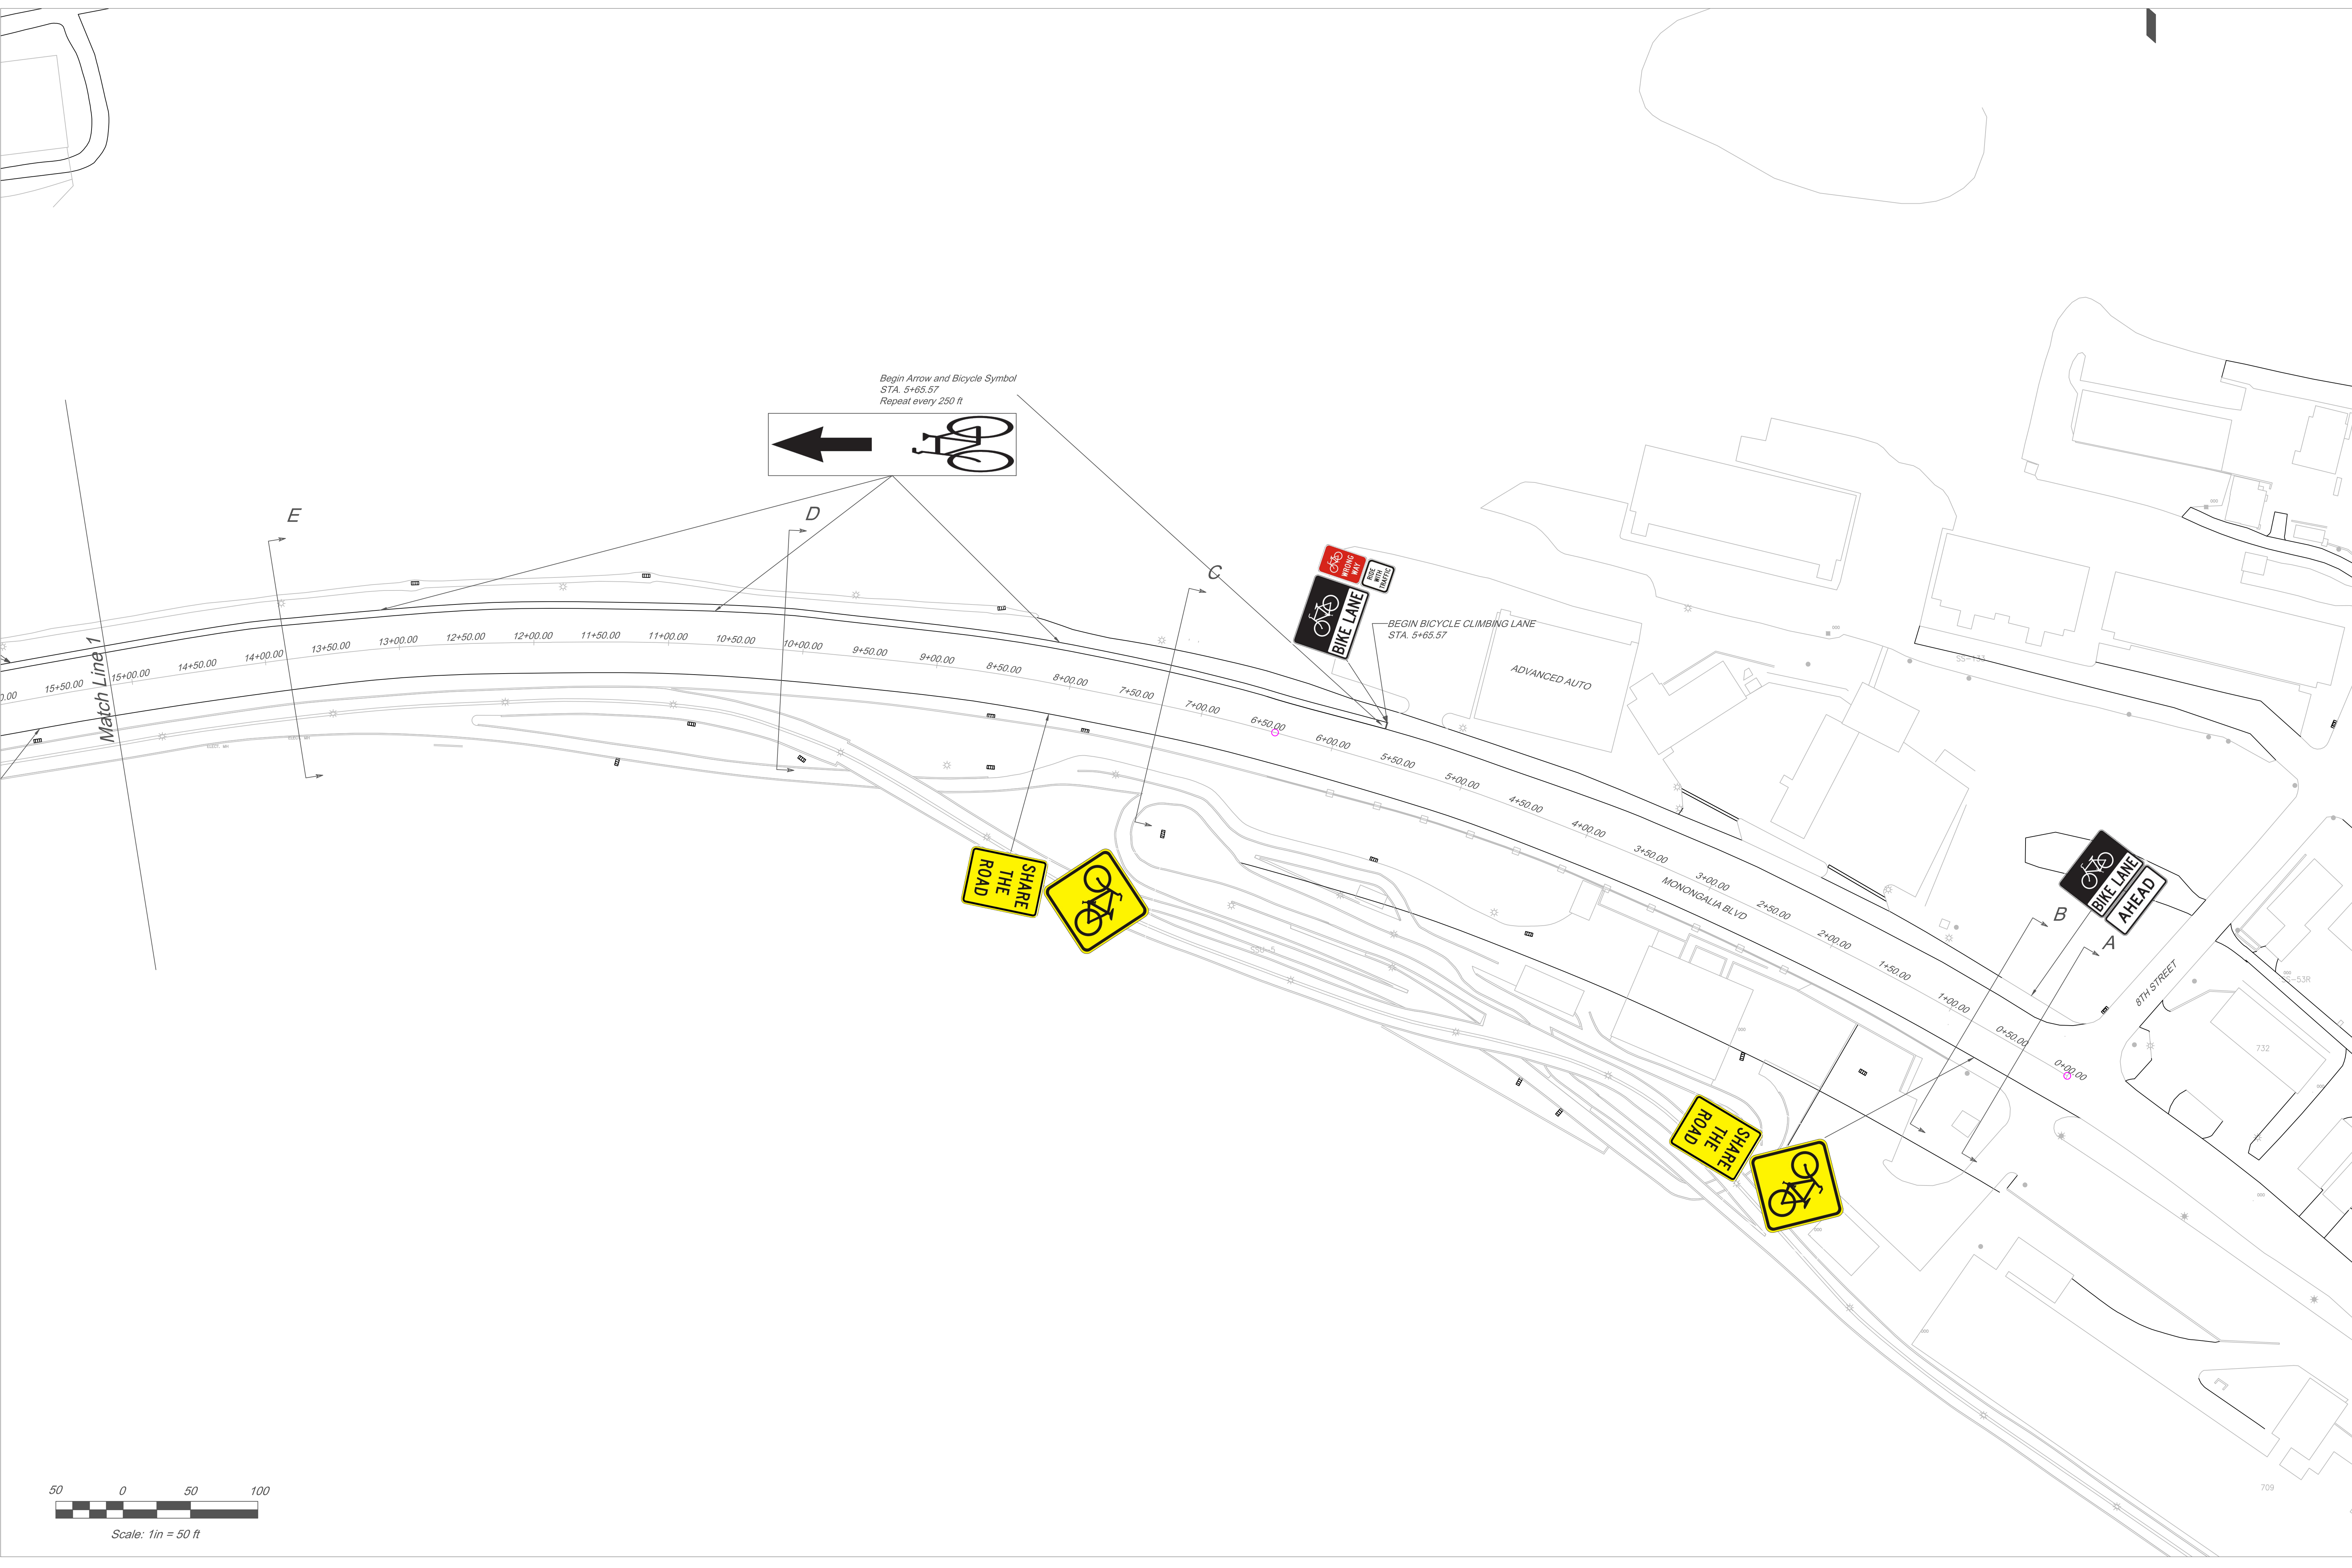 Begin Arrow and Bicycle Symbol
STA. 5+65.57
Repeat every 250 ft
E
D
C
WRONG
WAY
RIDE
WITH
TRAFFIC
BIKE LANE
BEGIN BICYCLE CLIMBING LANE
STA. 5+65.57
ADVANCED AUTO
Match Line 1
15+50.00
15+00.00
14+50.00
14+00.00
13+50.00
13+00.00
12+50.00
12+00.00
11+50.00
11+00.00
10+50.00
10+00.00
9+50.00
9+00.00
8+50.00
8+00.00
7+50.00
7+00.00
6+50.00
6+00.00
5+50.00
5+00.00
4+50.00
4+00.00
3+50.00
3+00.00
2+50.00
2+00.00
1+50.00
1+00.00
0+50.00
0+00.00
MONONGALIA BLVD
SHARE
THE
ROAD
BIKE LANE
AHEAD
B
A
8TH STREET
SHARE
THE
ROAD
732
709
50 0 50 100
Scale: 1in = 50 ft